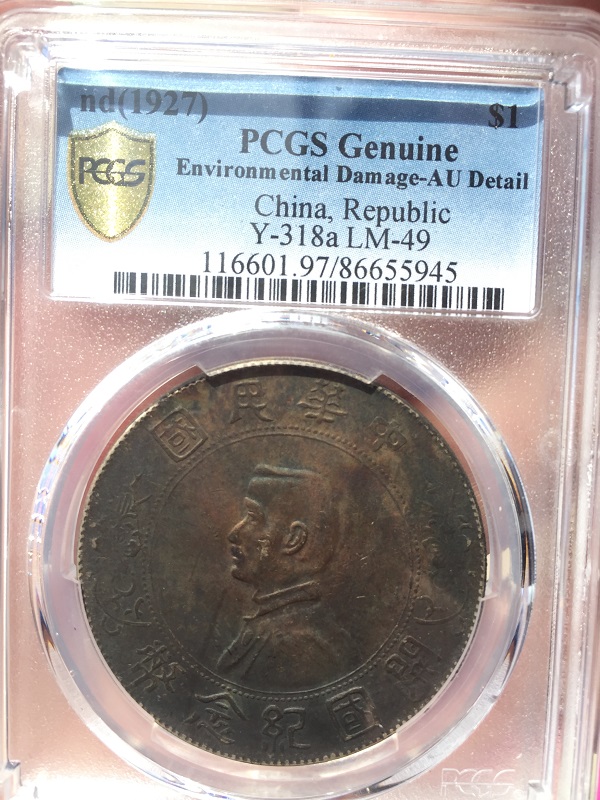 nd(1927) $1
PCGS Genuine
PCGS
Environmental Damage-AU Detail
China, Republic
Y-318a LM-49
116601.97/86655945
中華民國
開國紀念幣
PCGS